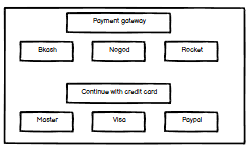 Payment gateway
Bkash
Nogod
Rocket
Continue with credit card
Master
Visa
Paypal